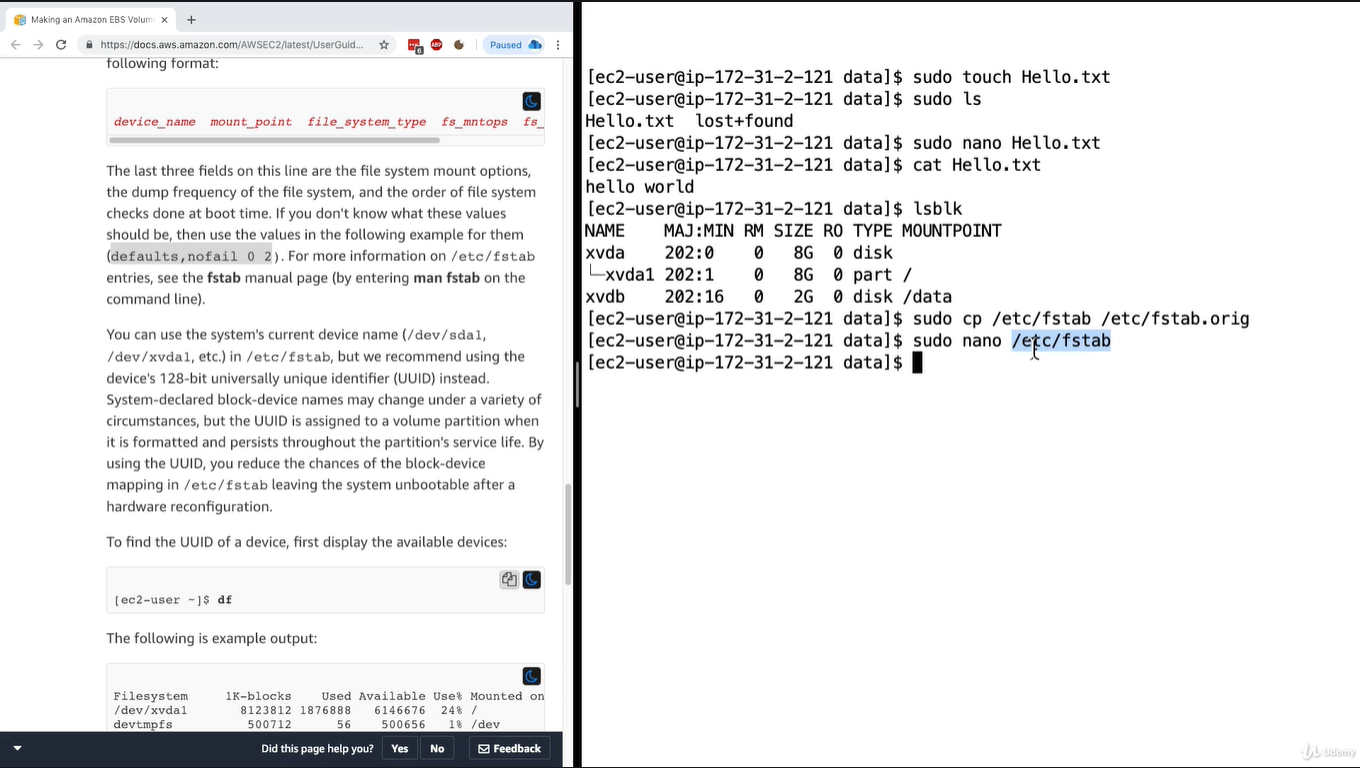 Making an Amazon EBS Volum
https://docs.aws.amazon.com/AWSEC2/latest/UserGuid...
6
ABP
Paused
following format:
device_name mount_point file_system_type fs_mntops fs_
The last three fields on this line are the file system mount options,
the dump frequency of the file system, and the order of file system
checks done at boot time. If you don't know what these values
should be, then use the values in the following example for them
(defaults,nofail 0 2). For more information on /etc/fstab
entries, see the fstab manual page (by entering man fstab on the
command line).
You can use the system's current device name (/dev/sda1,
/dev/xvda1, etc.) in /etc/fstab, but we recommend using the
device's 128-bit universally unique identifier (UUID) instead.
System-declared block-device names may change under a variety of
circumstances, but the UUID is assigned to a volume partition when
it is formatted and persists throughout the partition's service life. By
using the UUID, you reduce the chances of the block-device
mapping in /etc/fstab leaving the system unbootable after a
hardware reconfiguration.
To find the UUID of a device, first display the available devices:
[ec2-user ~]$ df
The following is example output:
Filesystem 1K-blocks Used Available Use% Mounted on
/dev/xvda1 8123812 1876888 6146676 24% /
devtmpfs 500712 56 500656 1% /dev
Did this page help you? Yes No Feedback
[ec2-user@ip-172-31-2-121 data]$ sudo touch Hello.txt
[ec2-user@ip-172-31-2-121 data]$ sudo ls
Hello.txt lost+found
[ec2-user@ip-172-31-2-121 data]$ sudo nano Hello.txt
[ec2-user@ip-172-31-2-121 data]$ cat Hello.txt
hello world
[ec2-user@ip-172-31-2-121 data]$ lsblk
NAME MAJ:MIN RM SIZE RO TYPE MOUNTPOINT
xvda 202:0 0 8G 0 disk
└─xvda1 202:1 0 8G 0 part /
xvdb 202:16 0 2G 0 disk /data
[ec2-user@ip-172-31-2-121 data]$ sudo cp /etc/fstab /etc/fstab.orig
[ec2-user@ip-172-31-2-121 data]$ sudo nano /etc/fstab
[ec2-user@ip-172-31-2-121 data]$
Udemy